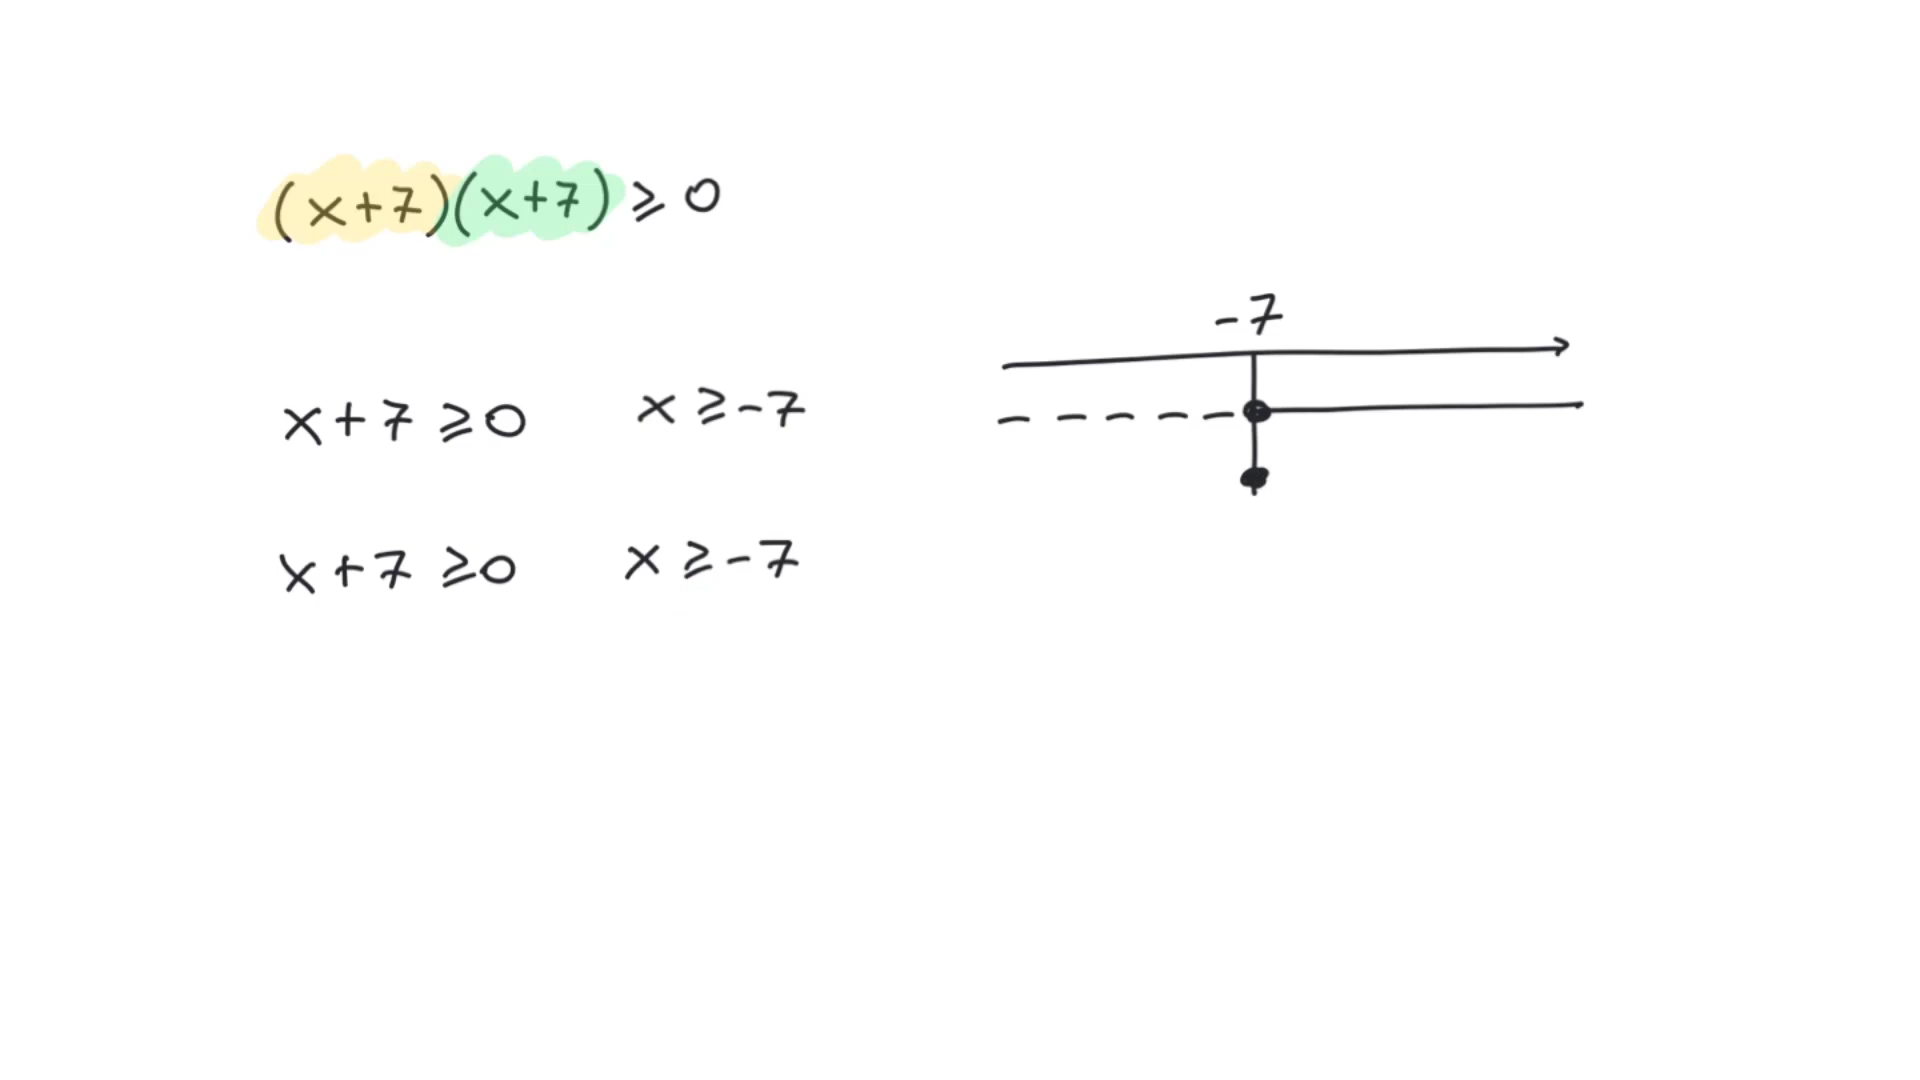 (x+7)(x+7) ⩾ 0
-7
x+7 ⩾ 0 x ⩾ -7
x+7 ⩾ 0 x ⩾ -7